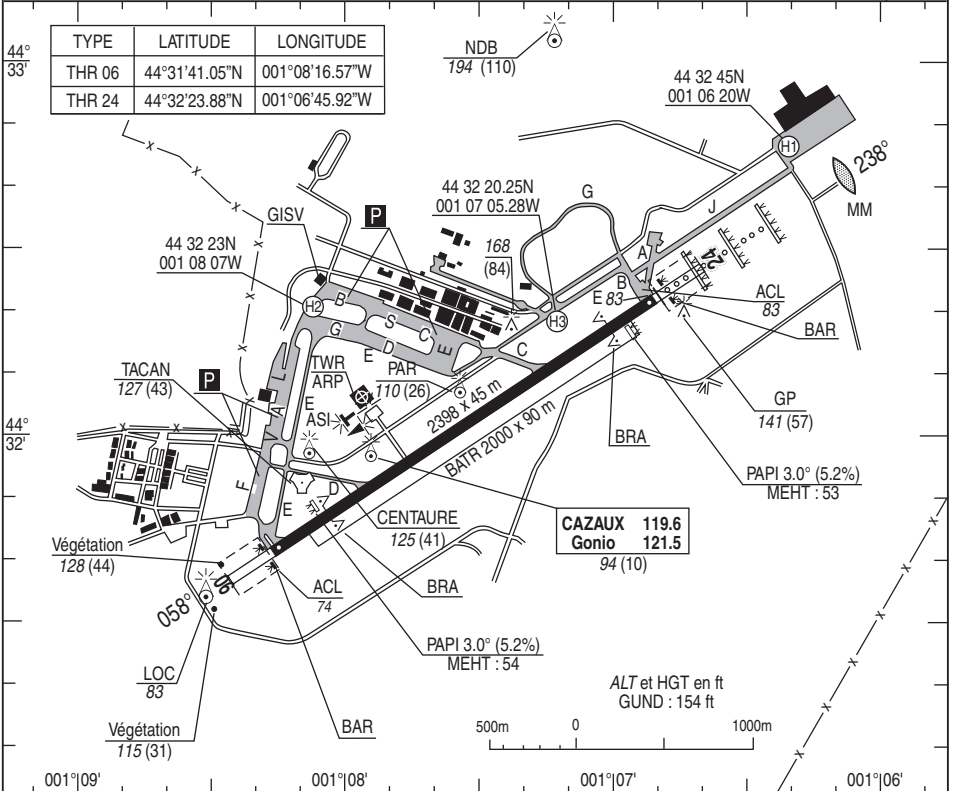 TYPE LATITUDE LONGITUDE
THR 06 44°31'41.05"N 001°08'16.57"W
THR 24 44°32'23.88"N 001°06'45.92"W
44°
33'
NDB
194 (110)
44 32 45N
001 06 20W
H1
238°
MM
GISV
P
44 32 20.25N
001 07 05.28W
G
J
168
(84)
44 32 23N
001 08 07W
H2
B
S
C
E
G
D
E
H3
C
A
B
24
E
83
ACL
83
BAR
TACAN
127 (43)
P
TWR
ARP
ASI
PAR
110 (26)
2398 x 45 m
BATR 2000 x 90 m
BRA
GP
141 (57)
PAPI 3.0° (5.2%)
MEHT : 53
44°
32'
L
A
V
E
F
E
D
CENTAURE
125 (41)
CAZAUX 119.6
Gonio 121.5
94 (10)
Végétation
128 (44)
06
058°
ACL
74
BRA
PAPI 3.0° (5.2%)
MEHT : 54
LOC
83
Végétation
115 (31)
BAR
ALT et HGT en ft
GUND : 154 ft
500m 0 1000m
001°09' 001°08' 001°07' 001°06'